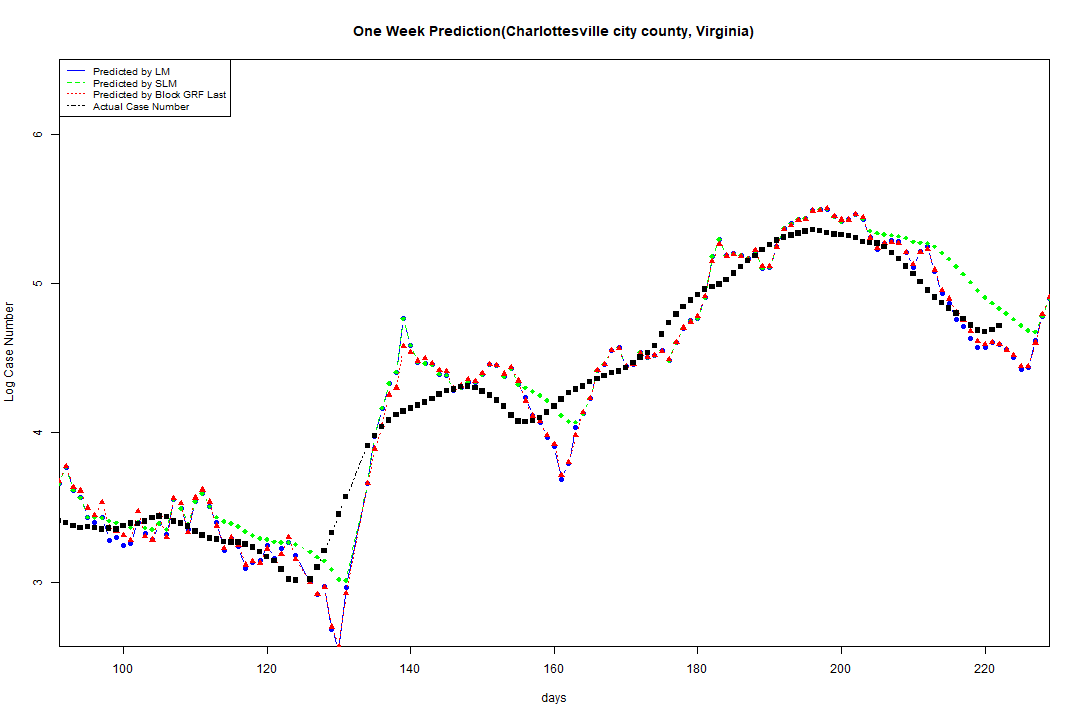 One Week Prediction(Charlottesville city county, Virginia)
Predicted by LM
Predicted by SLM
Predicted by Block GRF Last
Actual Case Number
6
5
4
3
Log Case Number
100 120 140 160 180 200 220
days